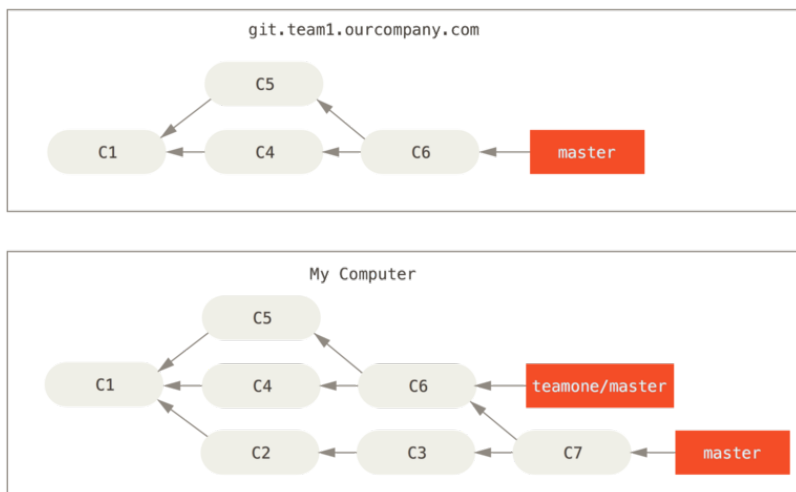 git.team1.ourcompany.com
C5
C1
C4
C6
master
My Computer
C5
C1
C4
C6
teamone/master
C2
C3
C7
master